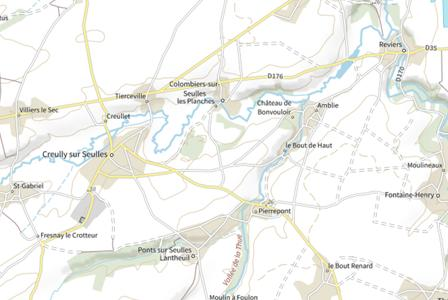 Reviers
D35
D170
D176
Colombiers-sur-
Seulles
les Planches
Tierceville
Château de
Bonvouloir
Amblie
Villiers le Sec
Creullet
le Bout de Haut
Creully sur Seulles
Moulineaux
St-Gabriel
Fontaine-Henry
Pierrepont
Fresnay le Crotteur
Ponts sur Seulles
Lantheuil
Vallée de la Thue
le Bout Renard
Moulin à Foulon